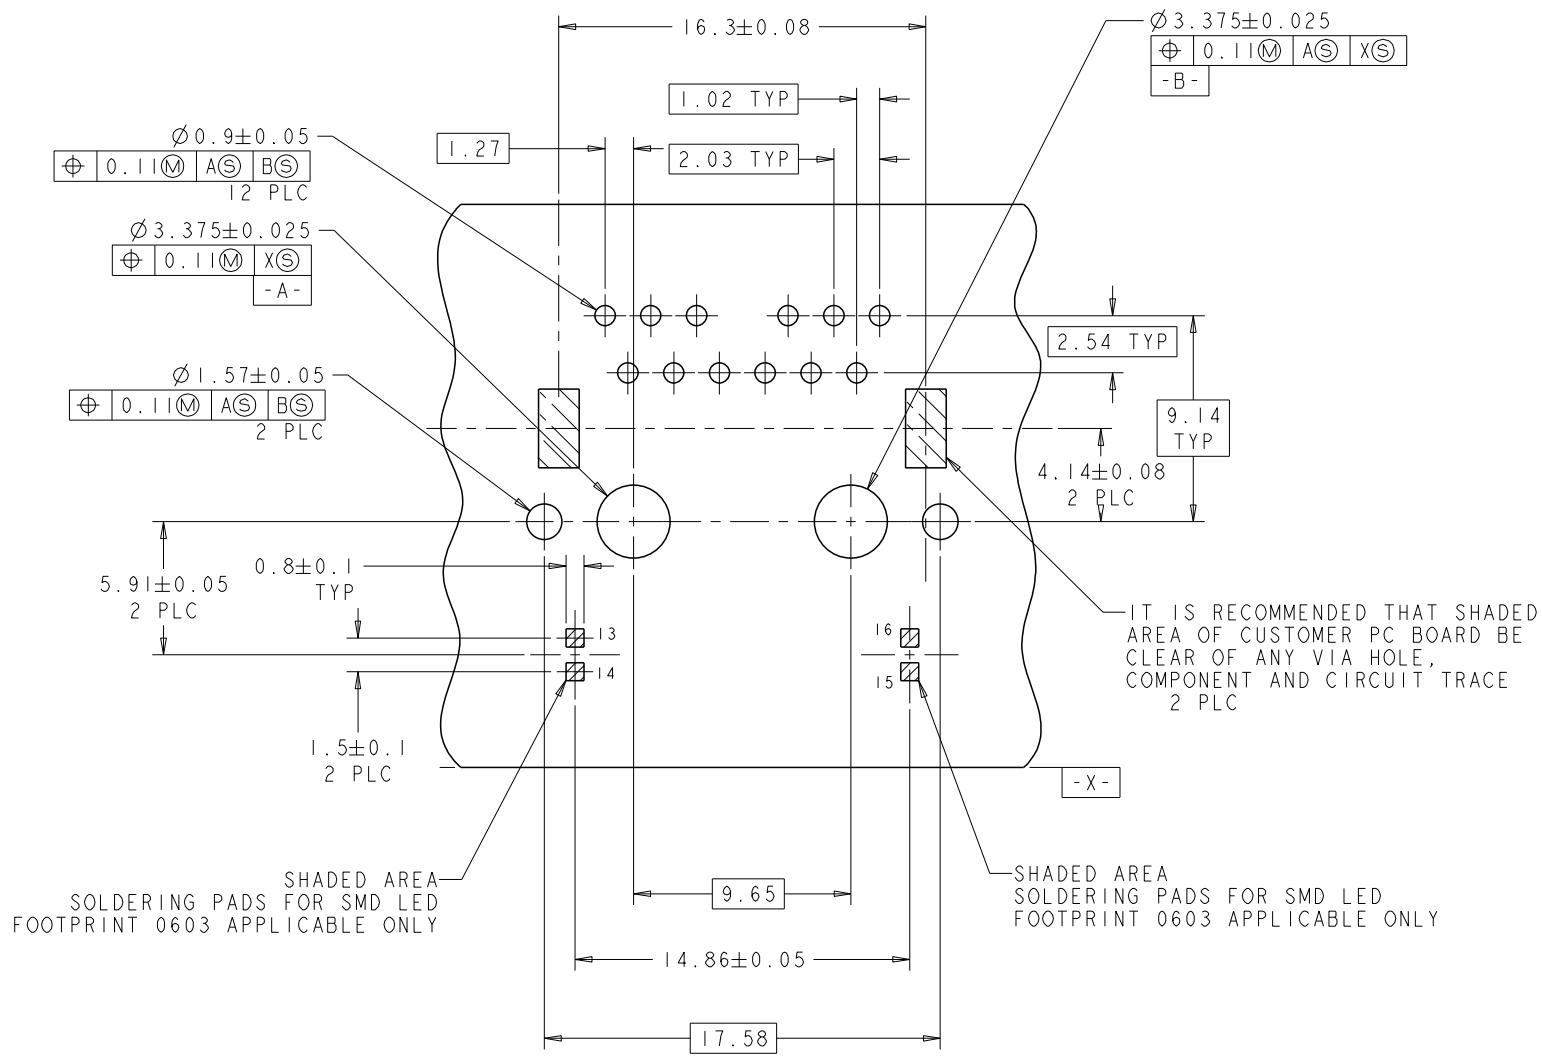 16.3±0.08
Ø3.375±0.025
⌖ 0.11Ⓜ AⓈ XⓈ
-B-
1.02 TYP
Ø0.9±0.05
⌖ 0.11Ⓜ AⓈ BⓈ
12 PLC
1.27
2.03 TYP
Ø3.375±0.025
⌖ 0.11Ⓜ XⓈ
-A-
2.54 TYP
Ø1.57±0.05
⌖ 0.11Ⓜ AⓈ BⓈ
2 PLC
9.14
TYP
4.14±0.08
2 PLC
0.8±0.1
TYP
5.91±0.05
2 PLC
IT IS RECOMMENDED THAT SHADED
AREA OF CUSTOMER PC BOARD BE
CLEAR OF ANY VIA HOLE,
COMPONENT AND CIRCUIT TRACE
2 PLC
13
16
14
15
1.5±0.1
2 PLC
-X-
SHADED AREA
SOLDERING PADS FOR SMD LED
FOOTPRINT 0603 APPLICABLE ONLY
9.65
SHADED AREA
SOLDERING PADS FOR SMD LED
FOOTPRINT 0603 APPLICABLE ONLY
14.86±0.05
17.58